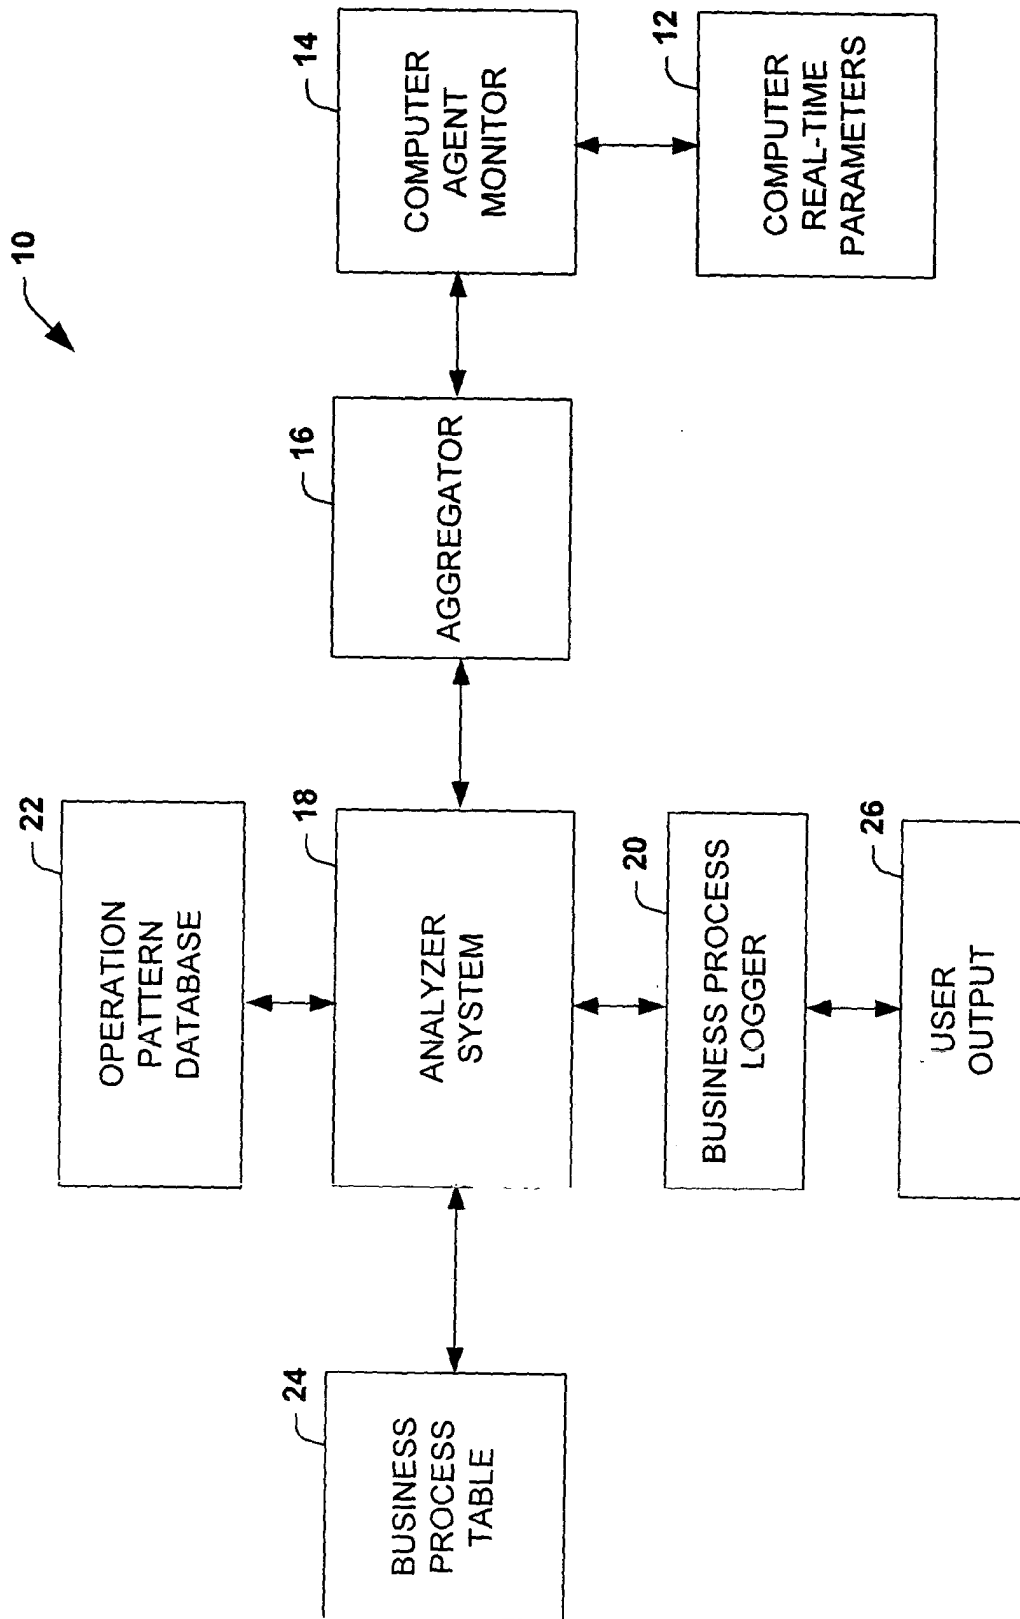 10
22
OPERATION
PATTERN
DATABASE
24
BUSINESS
PROCESS
TABLE
18
ANALYZER
SYSTEM
16
AGGREGATOR
14
COMPUTER
AGENT
MONITOR
20
BUSINESS PROCESS
LOGGER
12
COMPUTER
REAL-TIME
PARAMETERS
26
USER
OUTPUT